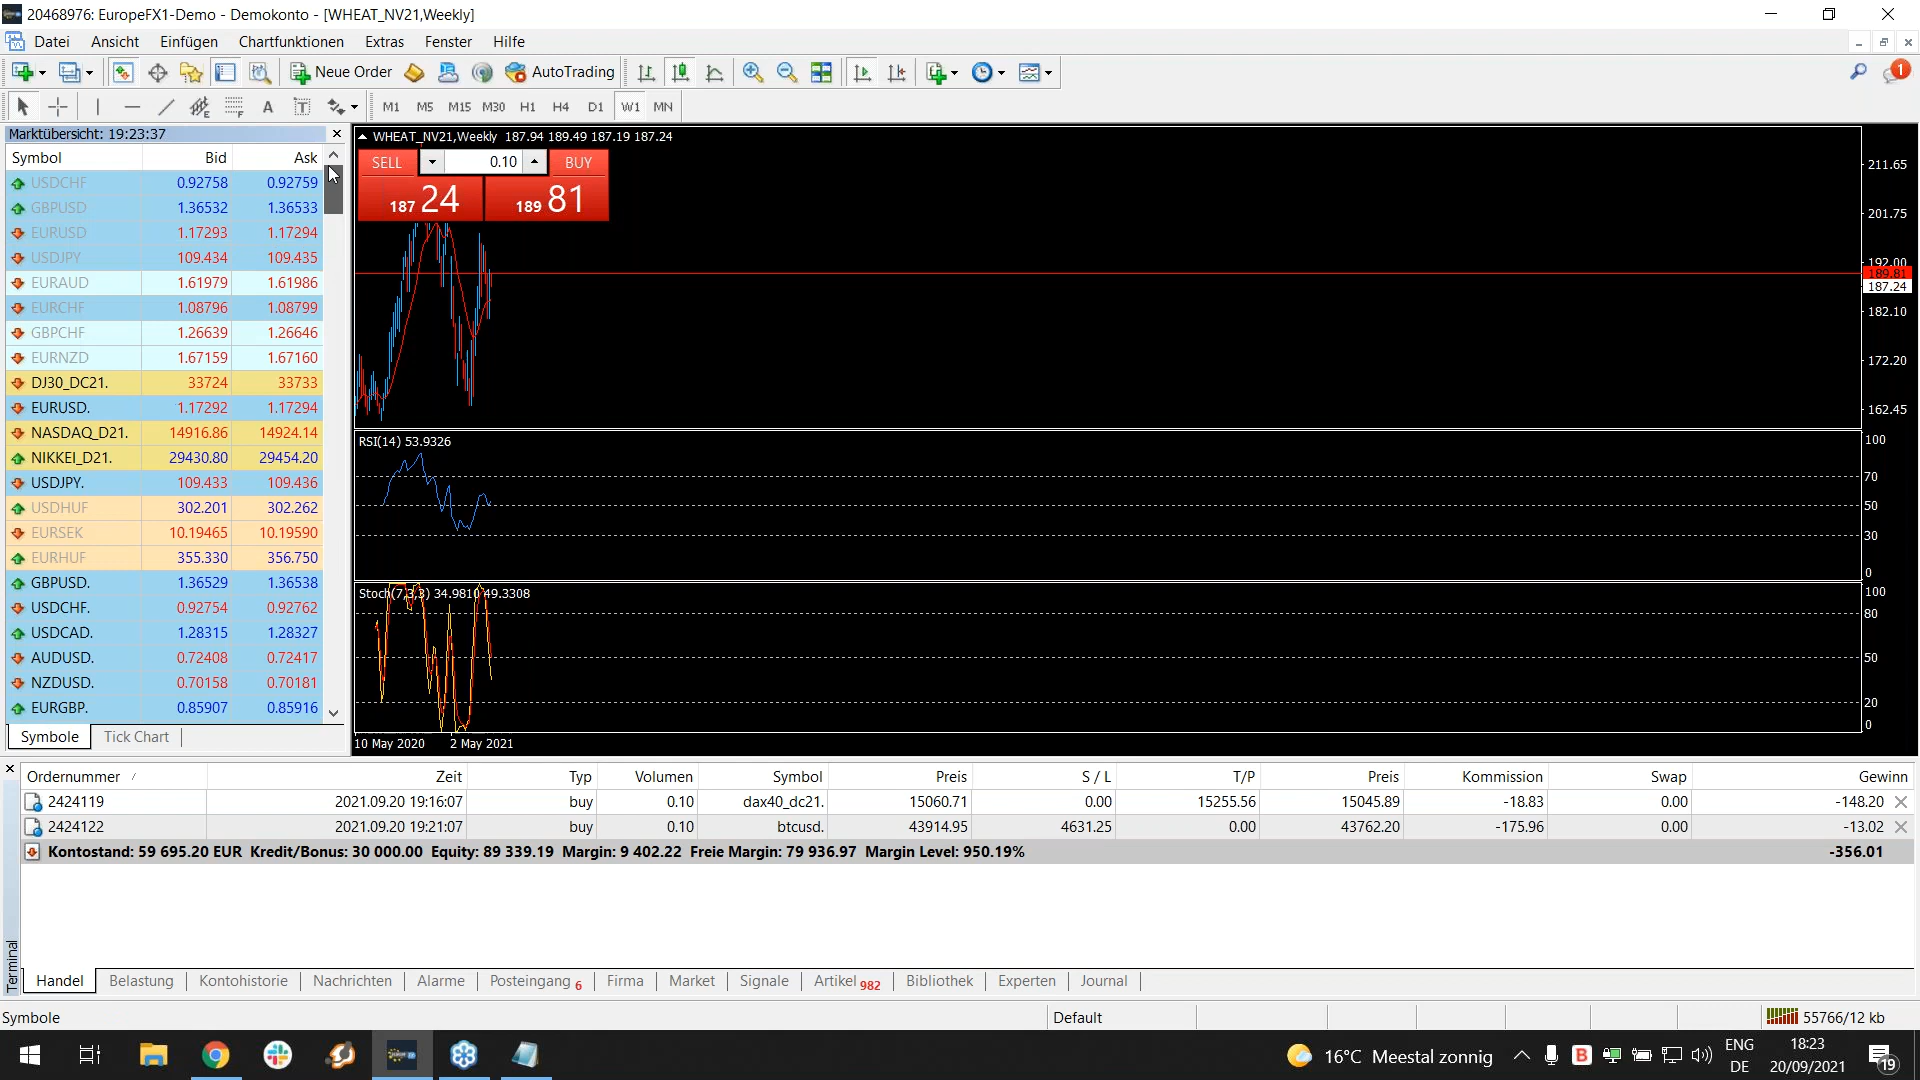 20468976: EuropeFX1-Demo - Demokonto - [WHEAT_NV21,Weekly]
Datei Ansicht Einfügen Chartfunktionen Extras Fenster Hilfe
Neue Order AutoTrading 1
M1 M5 M15 M30 H1 H4 D1 W1 MN
Marktübersicht: 19:23:37
Symbol Bid Ask
USDCHF 0.92758 0.92759
GBPUSD 1.36532 1.36533
EURUSD 1.17293 1.17294
USDJPY 109.434 109.435
EURAUD 1.61979 1.61986
EURCHF 1.08796 1.08799
GBPCHF 1.26639 1.26646
EURNZD 1.67159 1.67160
DJ30_DC21. 33724 33733
EURUSD. 1.17292 1.17294
NASDAQ_D21. 14916.86 14924.14
NIKKEI_D21. 29430.80 29454.20
USDJPY. 109.433 109.436
USDHUF 302.201 302.262
EURSEK 10.19465 10.19590
EURHUF 355.330 356.750
GBPUSD. 1.36529 1.36538
USDCHF. 0.92754 0.92762
USDCAD. 1.28315 1.28327
AUDUSD. 0.72408 0.72417
NZDUSD. 0.70158 0.70181
EURGBP. 0.85907 0.85916
Symbole Tick Chart
WHEAT_NV21,Weekly 187.94 189.49 187.19 187.24
SELL 0.10 BUY
187 24 189 81
211.65
201.75
192.00
189.81
187.24
182.10
172.20
162.45
RSI(14) 53.9326
100
70
50
30
0
Stoch(7,3,3) 34.9810 49.3308
100
80
50
20
0
10 May 2020 2 May 2021
Ordernummer / Zeit Typ Volumen Symbol Preis S / L T/P Preis Kommission Swap Gewinn
2424119 2021.09.20 19:16:07 buy 0.10 dax40_dc21. 15060.71 0.00 15255.56 15045.89 -18.83 0.00 -148.20
2424122 2021.09.20 19:21:07 buy 0.10 btcusd. 43914.95 4631.25 0.00 43762.20 -175.96 0.00 -13.02
Kontostand: 59 695.20 EUR Kredit/Bonus: 30 000.00 Equity: 89 339.19 Margin: 9 402.22 Freie Margin: 79 936.97 Margin Level: 950.19% -356.01
Terminal
Handel Belastung Kontohistorie Nachrichten Alarme Posteingang 6 Firma Market Signale Artikel 982 Bibliothek Experten Journal
Symbole Default 55766/12 kb
16°C Meestal zonnig ENG DE 18:23 20/09/2021 19